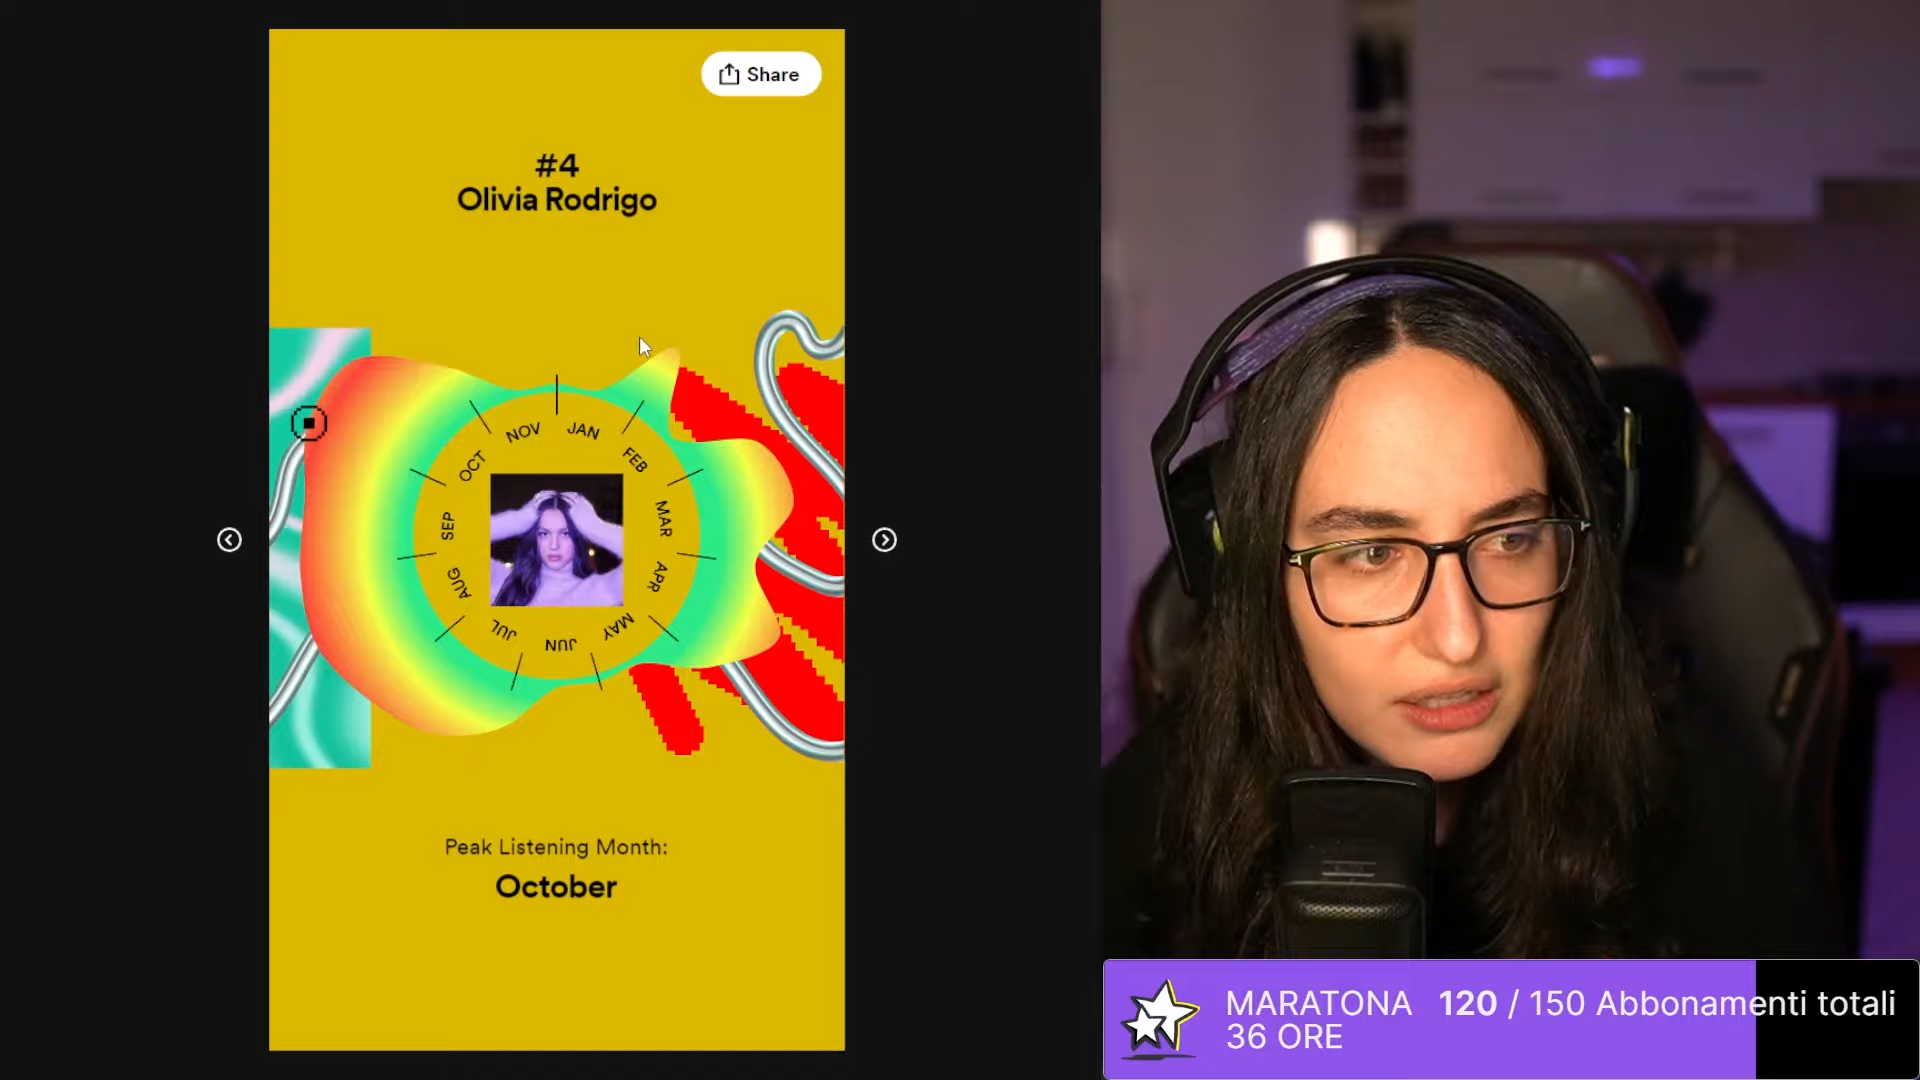 Share
#4
Olivia Rodrigo
NOV
JAN
OCT
FEB
SEP
MAR
AUG
APR
JUL
JUN
MAY
Peak Listening Month:
October
MARATONA 120 / 150 Abbonamenti totali
36 ORE